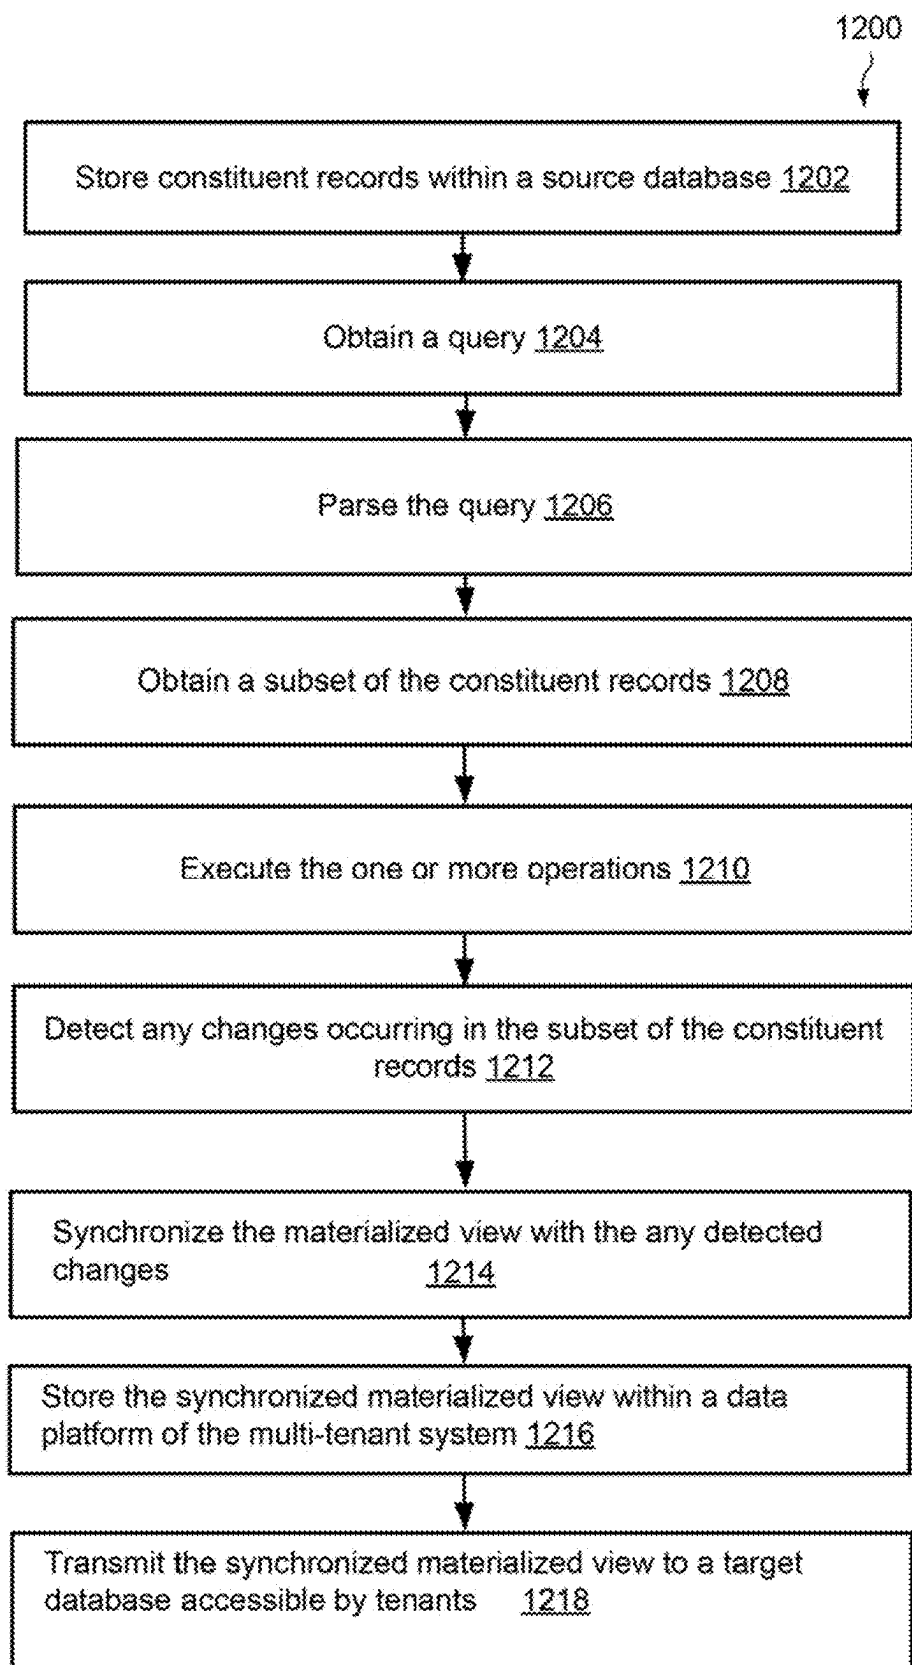 1200
Store constituent records within a source database 1202
Obtain a query 1204
Parse the query 1206
Obtain a subset of the constituent records 1208
Execute the one or more operations 1210
Detect any changes occurring in the subset of the constituent
records 1212
Synchronize the materialized view with the any detected
changes 1214
Store the synchronized materialized view within a data
platform of the multi-tenant system 1216
Transmit the synchronized materialized view to a target
database accessible by tenants 1218